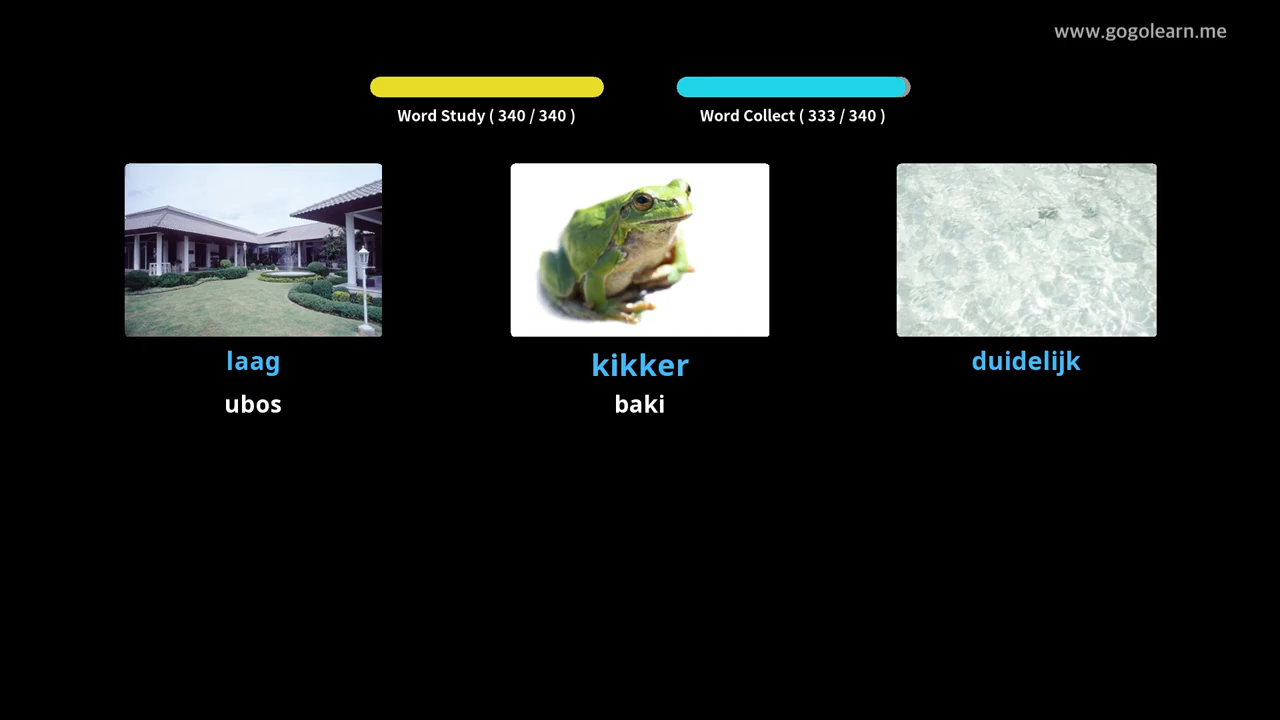 www.gogolearn.me
Word Study ( 340 / 340 )
Word Collect ( 333 / 340 )
laag
kikker
duidelijk
ubos
baki